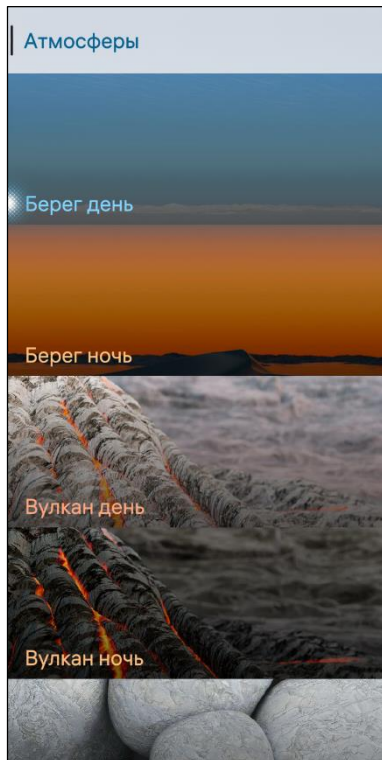 Атмосферы
Берег день
Берег ночь
Вулкан день
Вулкан ночь